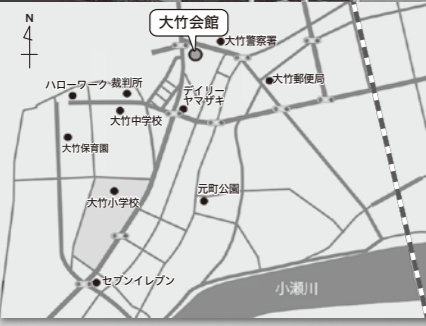 N
4
大竹会館
大竹警察署
ハローワーク
裁判所
大竹郵便局
デイリー
ヤマザキ
大竹中学校
大竹保育園
大竹小学校
元町公園
セブンイレブン
小瀬川